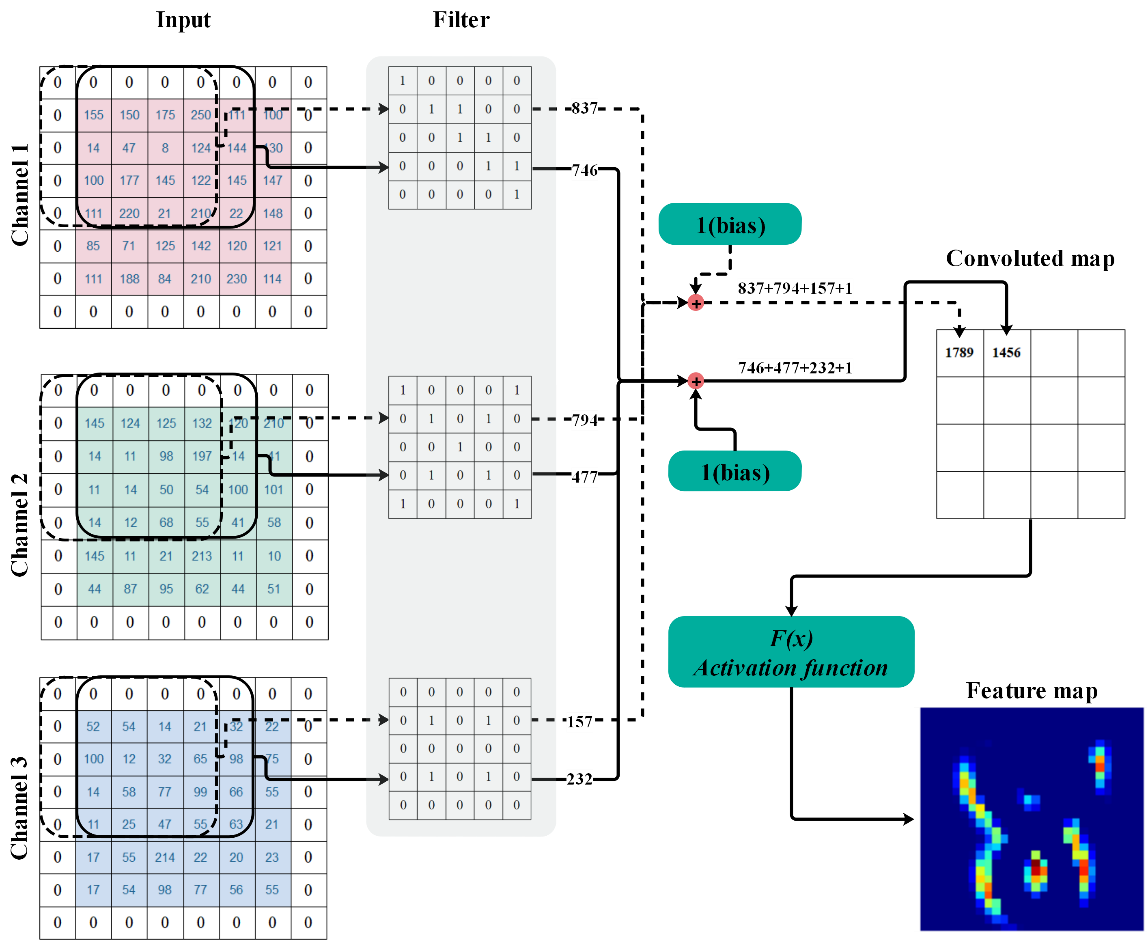 Input
Filter
Channel 1
0 0 0 0 0 0 0 0
0 155 150 175 250 111 100 0
0 14 47 8 124 144 130 0
0 100 177 145 122 145 147 0
0 111 220 21 210 22 148 0
0 85 71 125 142 120 121 0
0 111 188 84 210 230 114 0
0 0 0 0 0 0 0 0
1 0 0 0 0
0 1 1 0 0
0 0 1 1 0
0 0 0 1 1
0 0 0 0 1
837
746
Channel 2
0 0 0 0 0 0 0 0
0 145 124 125 132 120 210 0
0 14 11 98 197 14 41 0
0 11 14 50 54 100 101 0
0 14 12 68 55 41 58 0
0 145 11 21 213 11 10 0
0 44 87 95 62 44 51 0
0 0 0 0 0 0 0 0
1 0 0 0 1
0 1 0 1 0
0 0 1 0 0
0 1 0 1 0
1 0 0 0 1
794
477
Channel 3
0 0 0 0 0 0 0 0
0 52 54 14 21 32 22 0
0 100 12 32 65 98 75 0
0 14 58 77 99 66 55 0
0 11 25 47 55 63 21 0
0 17 55 214 22 20 23 0
0 17 54 98 77 56 55 0
0 0 0 0 0 0 0 0
0 0 0 0 0
0 1 0 1 0
0 0 0 0 0
0 1 0 1 0
0 0 0 0 0
157
232
1(bias)
+
837+794+157+1
+
746+477+232+1
1(bias)
Convoluted map
1789 1456
F(x)
Activation function
Feature map